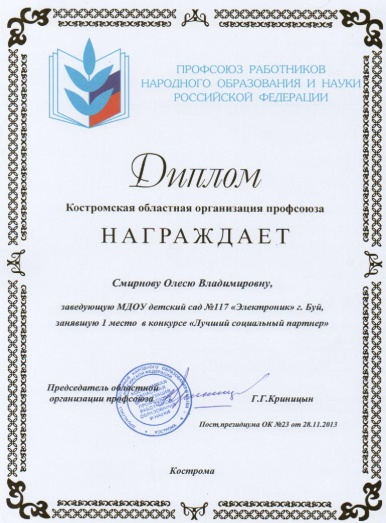 ПРОФСОЮЗ РАБОТНИКОВ
НАРОДНОГО ОБРАЗОВАНИЯ И НАУКИ
РОССИЙСКОЙ ФЕДЕРАЦИИ
Диплом
Костромская областная организация профсоюза
НАГРАЖДАЕТ
Смирнову Олесю Владимировну,
заведующую МДОУ детский сад №117 «Электроник» г. Буй,
занявшую 1 место в конкурсе «Лучший социальный партнер»
Председатель областной
организации профсоюза Г.Г.Криницын
Пост.президиума ОК №23 от 28.11.2013
Кострома